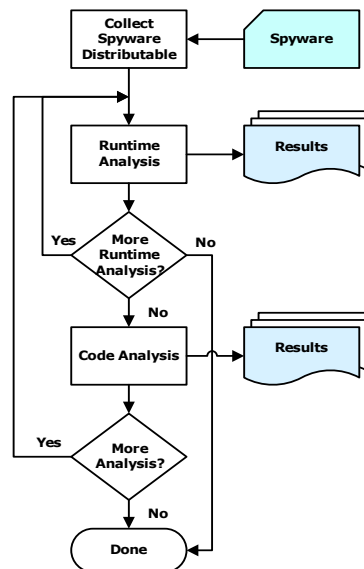 Collect
Spyware
Distributable
Spyware
Runtime
Analysis
Results
Yes
More
Runtime
Analysis?
No
No
Code Analysis
Results
Yes
More
Analysis?
No
Done